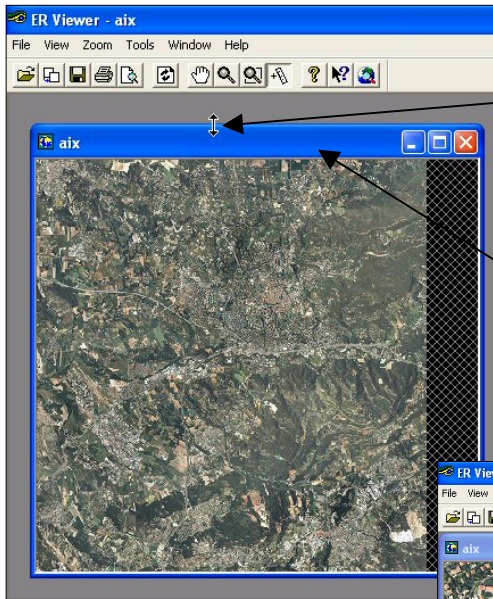 ER Viewer - aix
File View Zoom Tools Window Help
aix
ER Vie
File View
aix